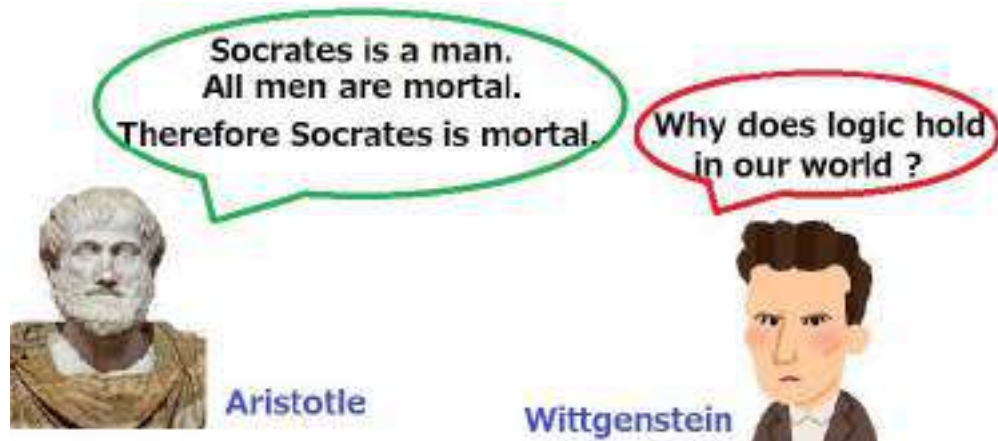 Socrates is a man.
All men are mortal.
Therefore Socrates is mortal.
Why does logic hold
in our world ?
Aristotle
Wittgenstein